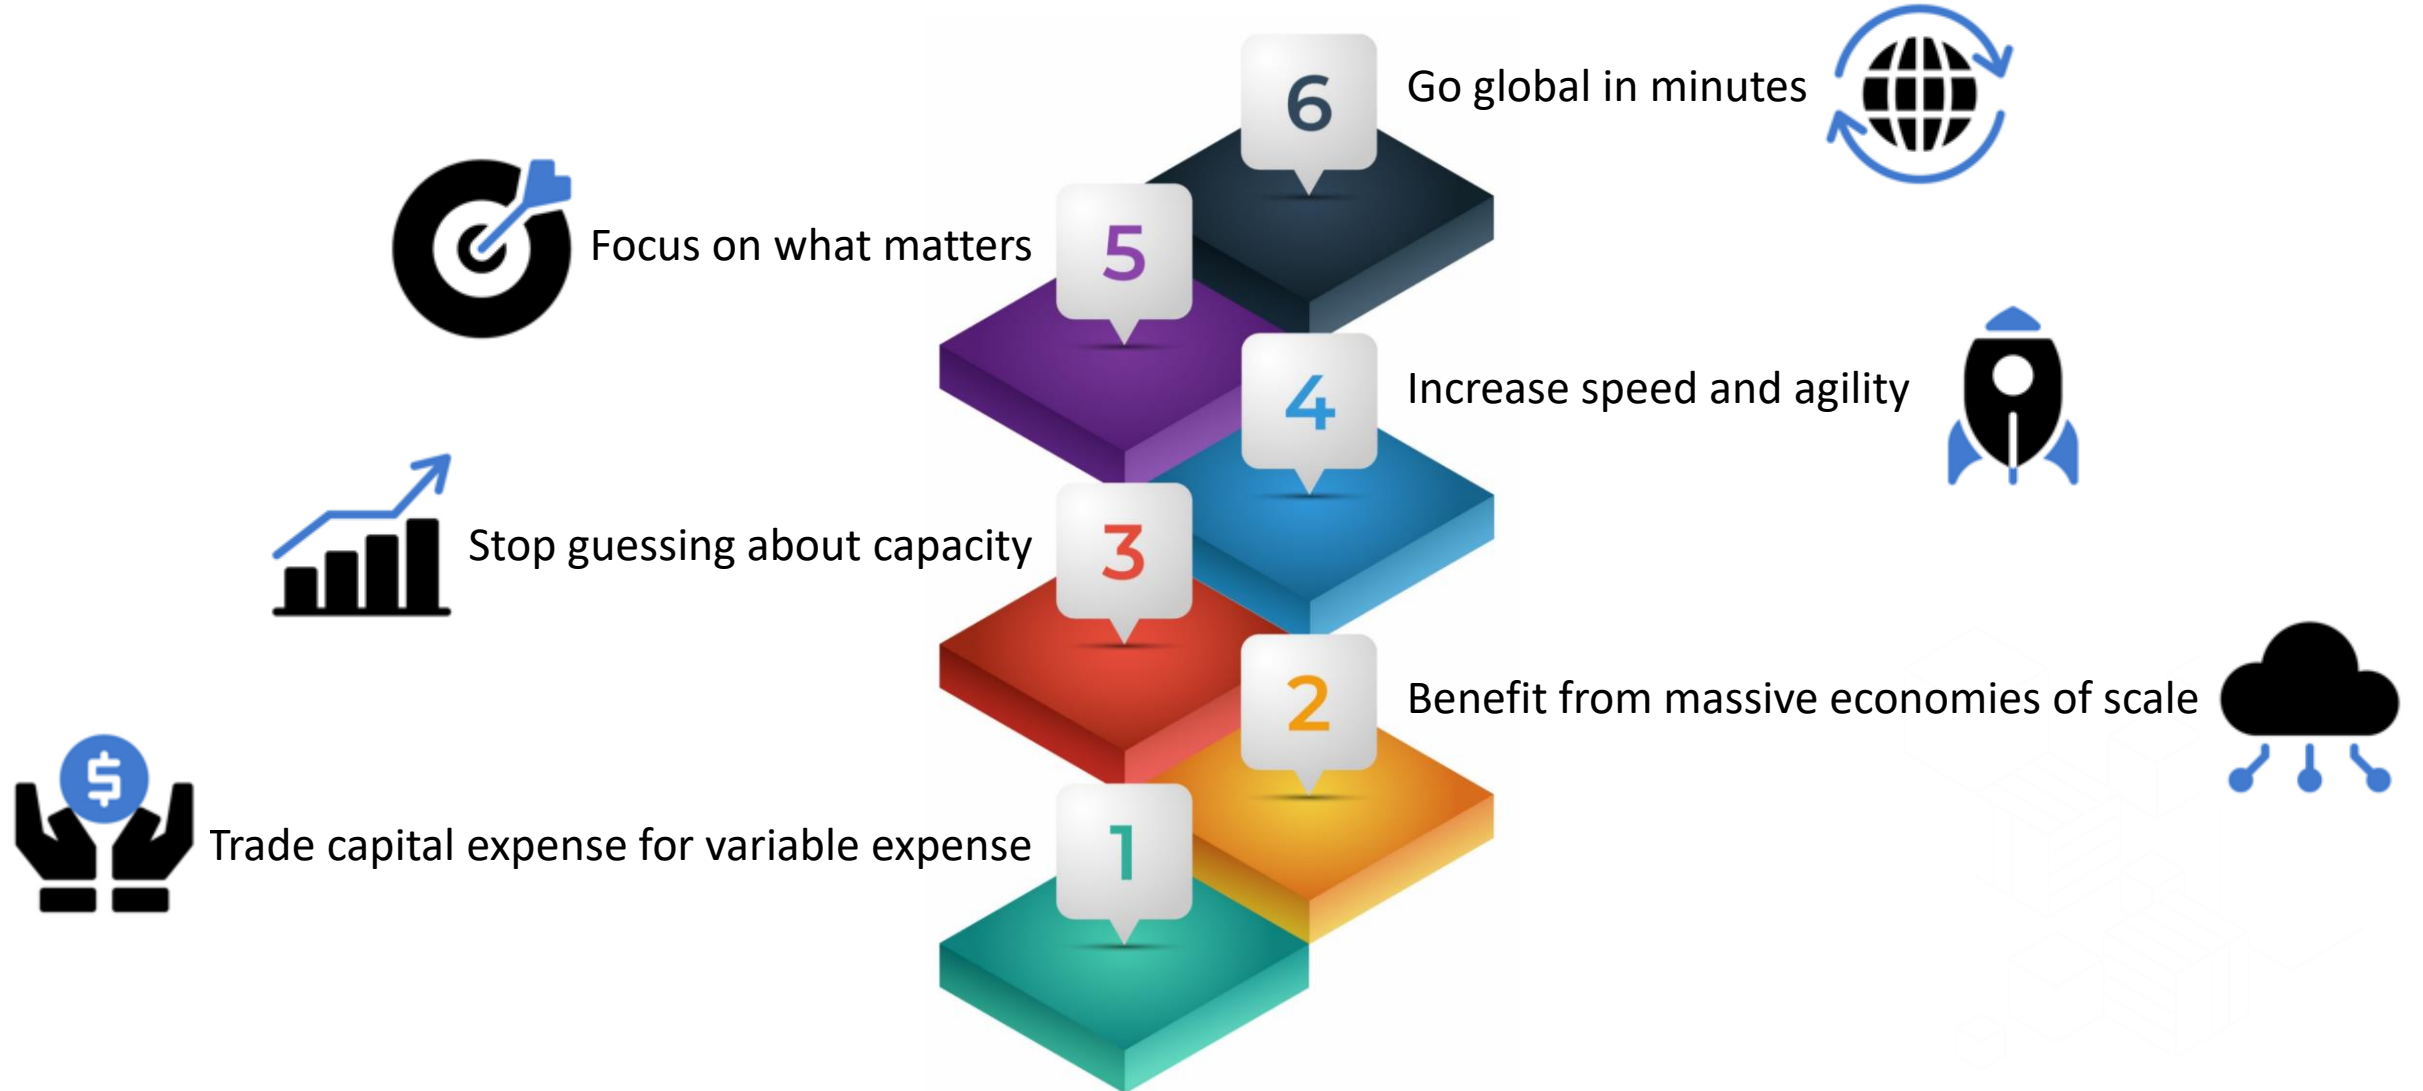 6
Go global in minutes
Focus on what matters
5
4
Increase speed and agility
Stop guessing about capacity
3
2
Benefit from massive economies of scale
$
Trade capital expense for variable expense
1